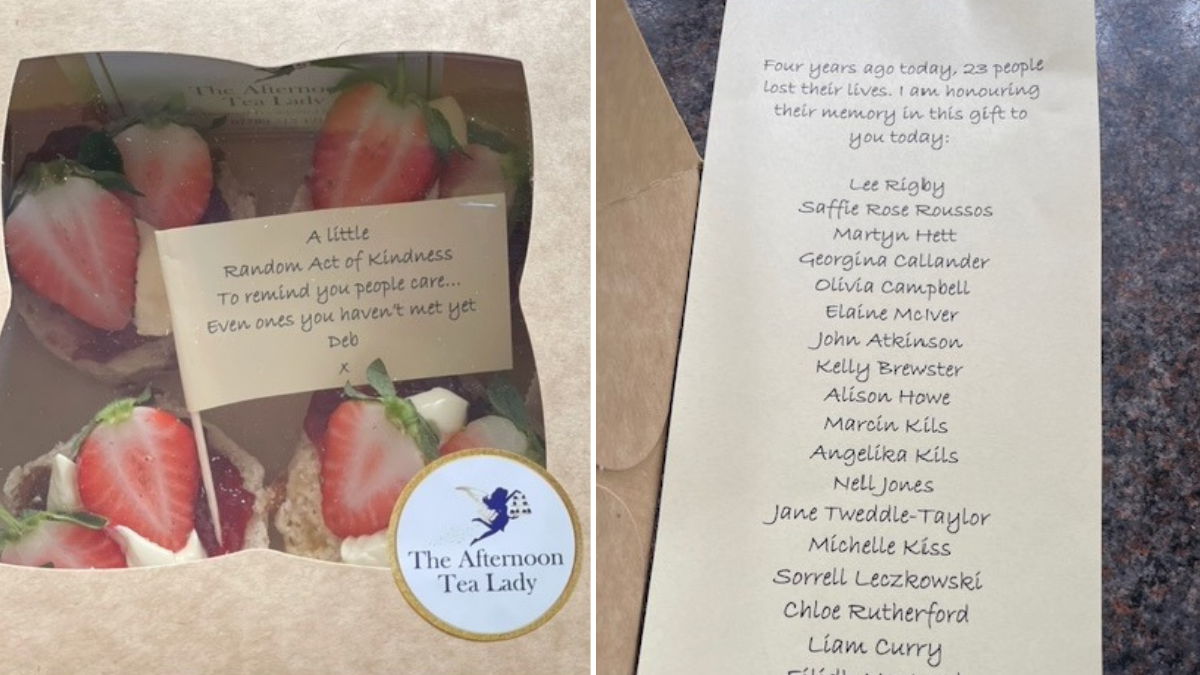 The Afternoon
Tea Lady
A little
Random Act of Kindness
To remind you people care...
Even ones you haven't met yet
Deb
x
The Afternoon
Tea Lady
Four years ago today, 23 people
lost their lives. I am honouring
their memory in this gift to
you today:
Lee Rigby
Saffie Rose Roussos
Martyn Hett
Georgina Callander
Olivia Campbell
Elaine McIver
John Atkinson
Kelly Brewster
Alison Howe
Marcin Kils
Angelika Kils
Nell Jones
Jane Tweddle-Taylor
Michelle Kiss
Sorrell Leczkowski
Chloe Rutherford
Liam Curry